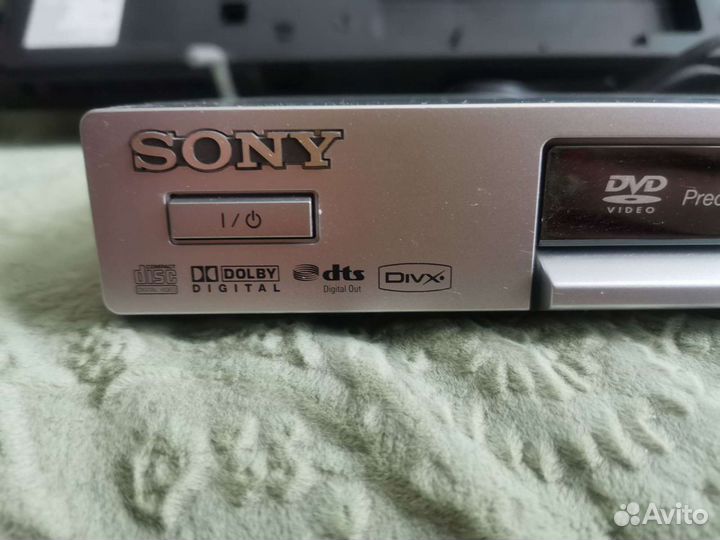 SONY
I/⏻
DVD
VIDEO
Prec
COMPACT
disc
DIGITAL AUDIO
DOLBY
DIGITAL
dts
Digital Out
DIVX
Avito